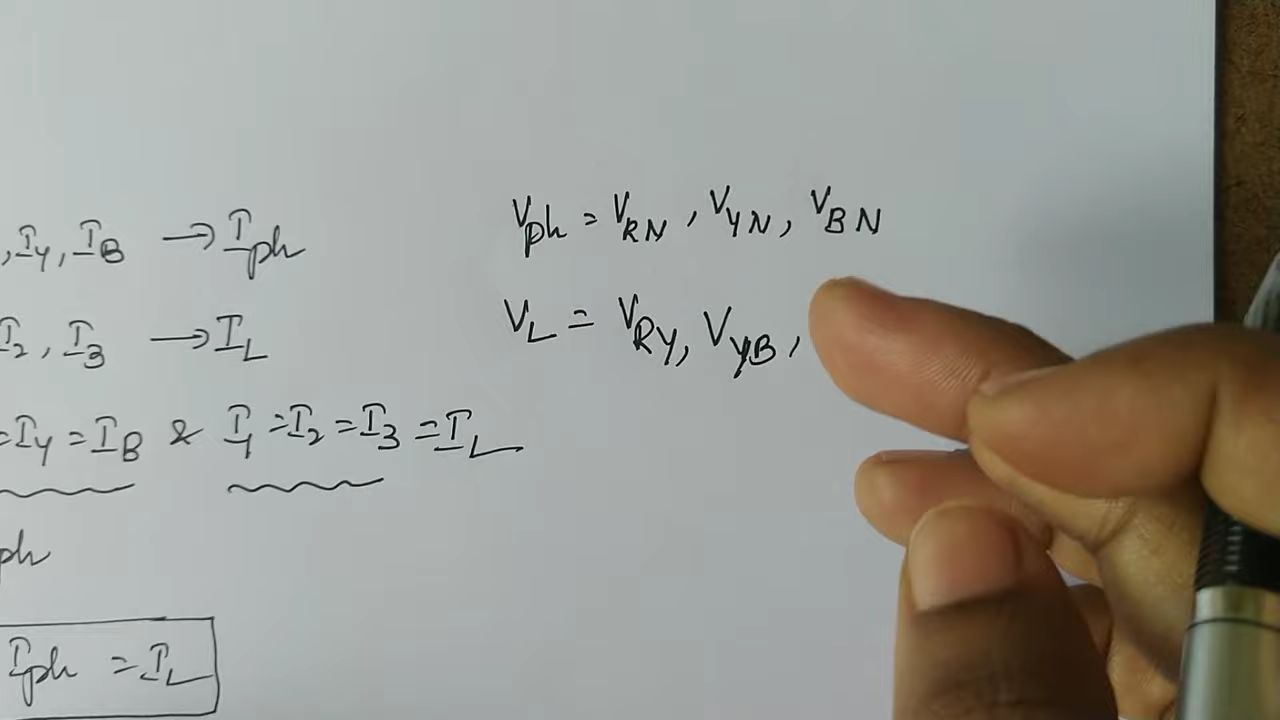 , I_Y, I_B → I_ph
I_2, I_3 → I_L
= I_Y = I_B & I_1 = I_2 = I_3 = I_L
ph
I_ph = I_L
V_ph = V_RN, V_YN, V_BN
V_L = V_RY, V_YB,